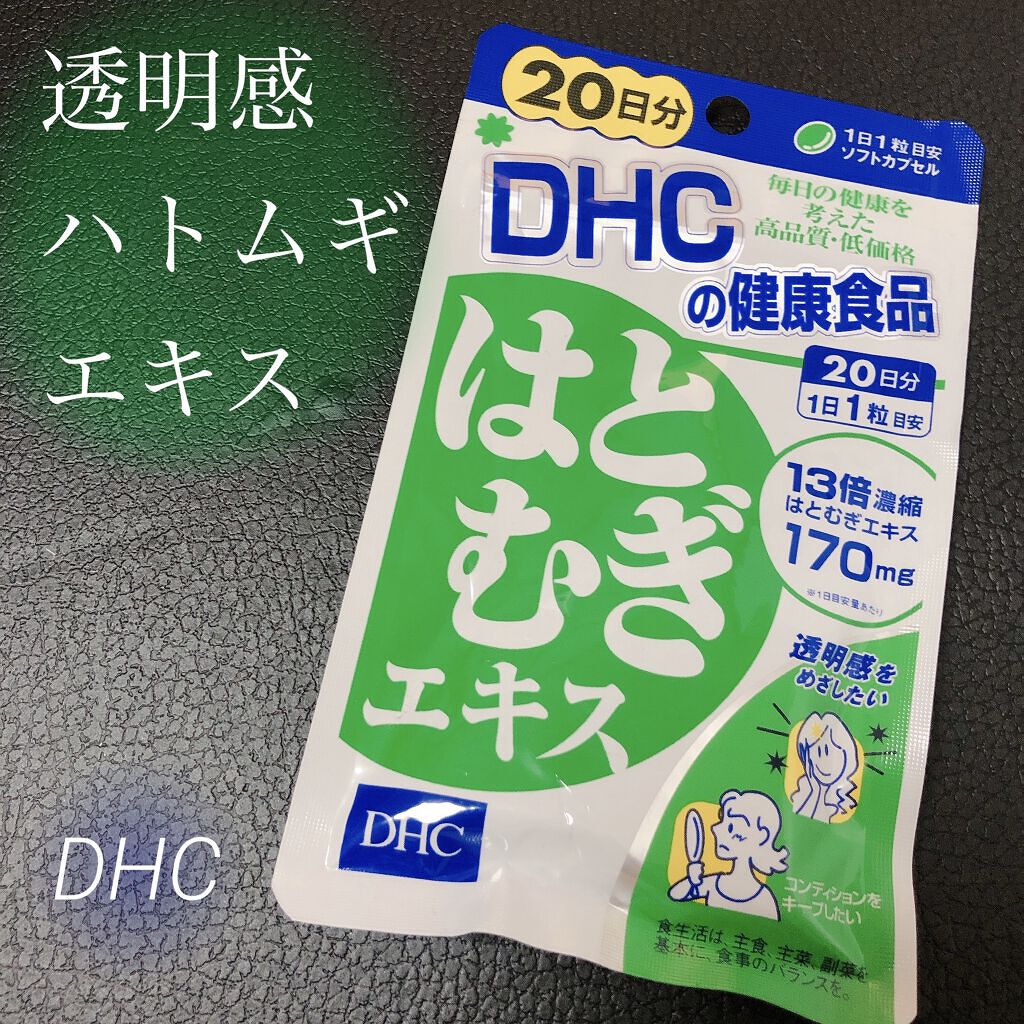 透明感
ハトムギ
エキス
DHC
20日分
1日1粒目安
ソフトカプセル
DHC
毎日の健康を
考えた
高品質・低価格
の健康食品
はと
むぎ
エキス
20日分
1日1粒目安
13倍濃縮
はとむぎエキス
170mg
※1日目安量あたり
透明感を
めざしたい
コンディションを
キープしたい
DHC
食生活は、主食、主菜、副菜を
基本に、食事のバランスを。